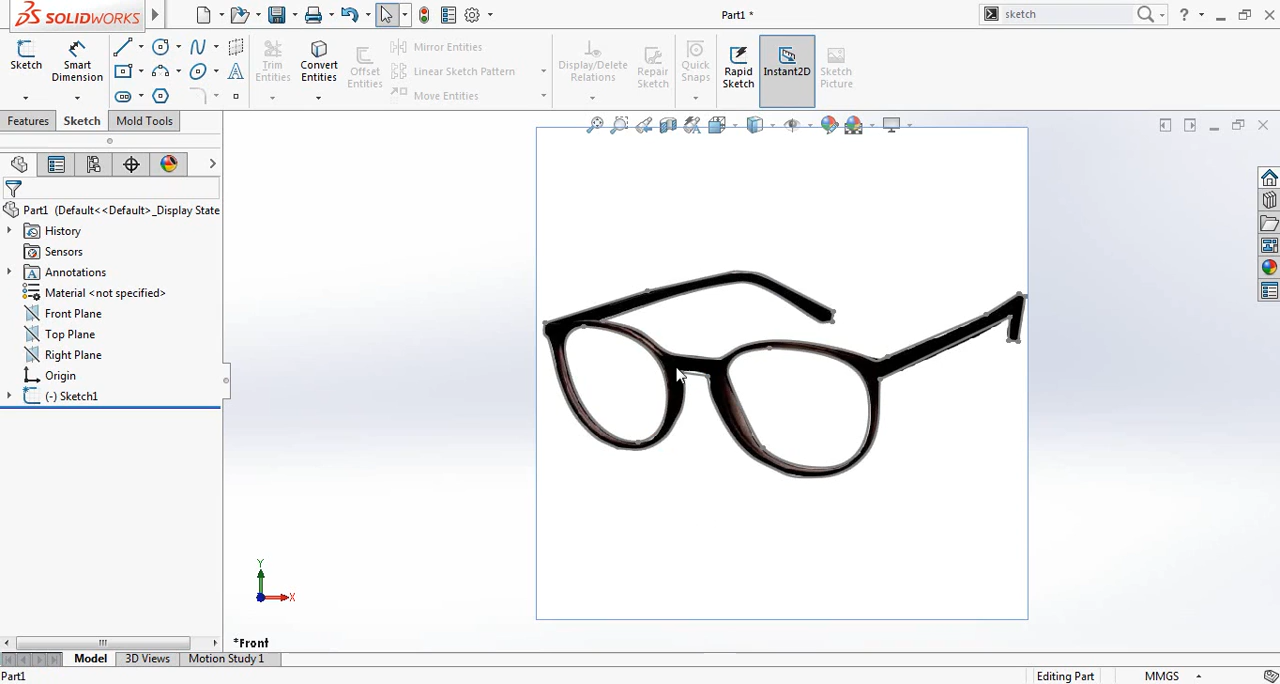 SOLIDWORKS
Part1 *
sketch
Sketch
Smart Dimension
Trim Entities
Convert Entities
Offset Entities
Mirror Entities
Linear Sketch Pattern
Move Entities
Display/Delete Relations
Repair Sketch
Quick Snaps
Rapid Sketch
Instant2D
Sketch Picture
Features
Sketch
Mold Tools
Part1 (Default<<Default>_Display State
History
Sensors
Annotations
Material <not specified>
Front Plane
Top Plane
Right Plane
Origin
(-) Sketch1
Y
X
*Front
Model
3D Views
Motion Study 1
Part1
Editing Part
MMGS